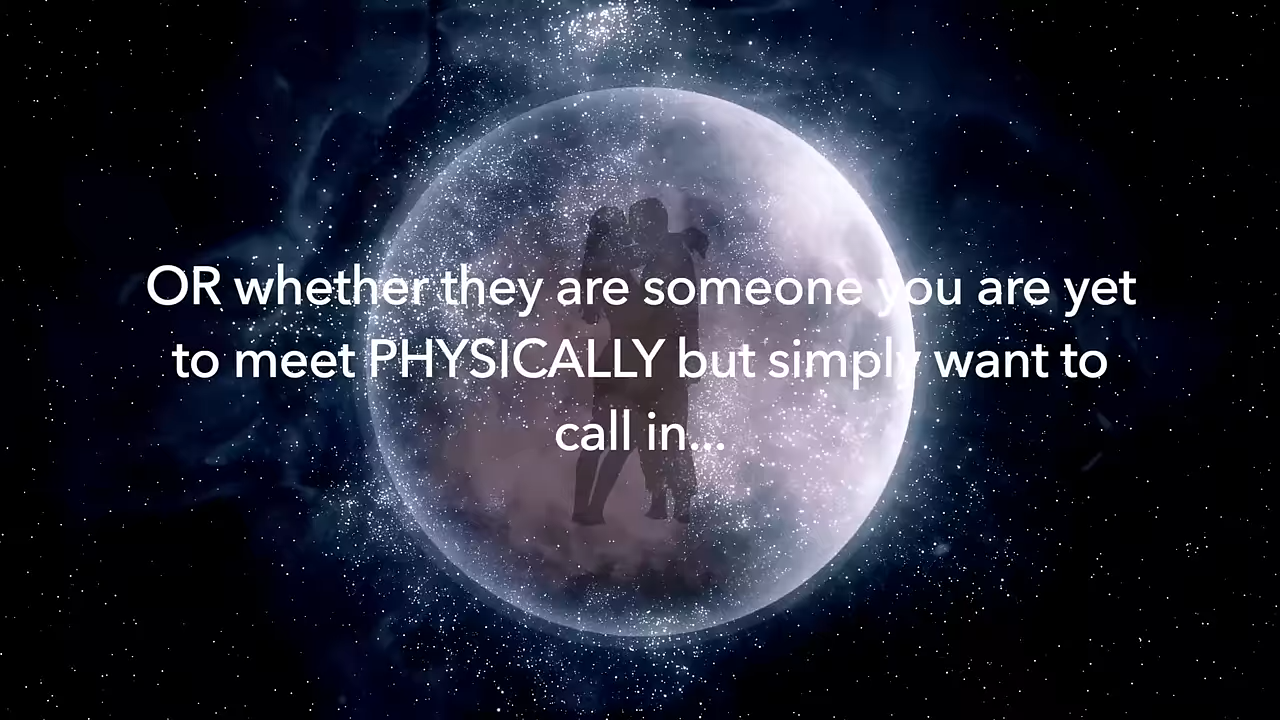 OR whether they are someone you are yet
to meet PHYSICALLY but simply want to
call in...